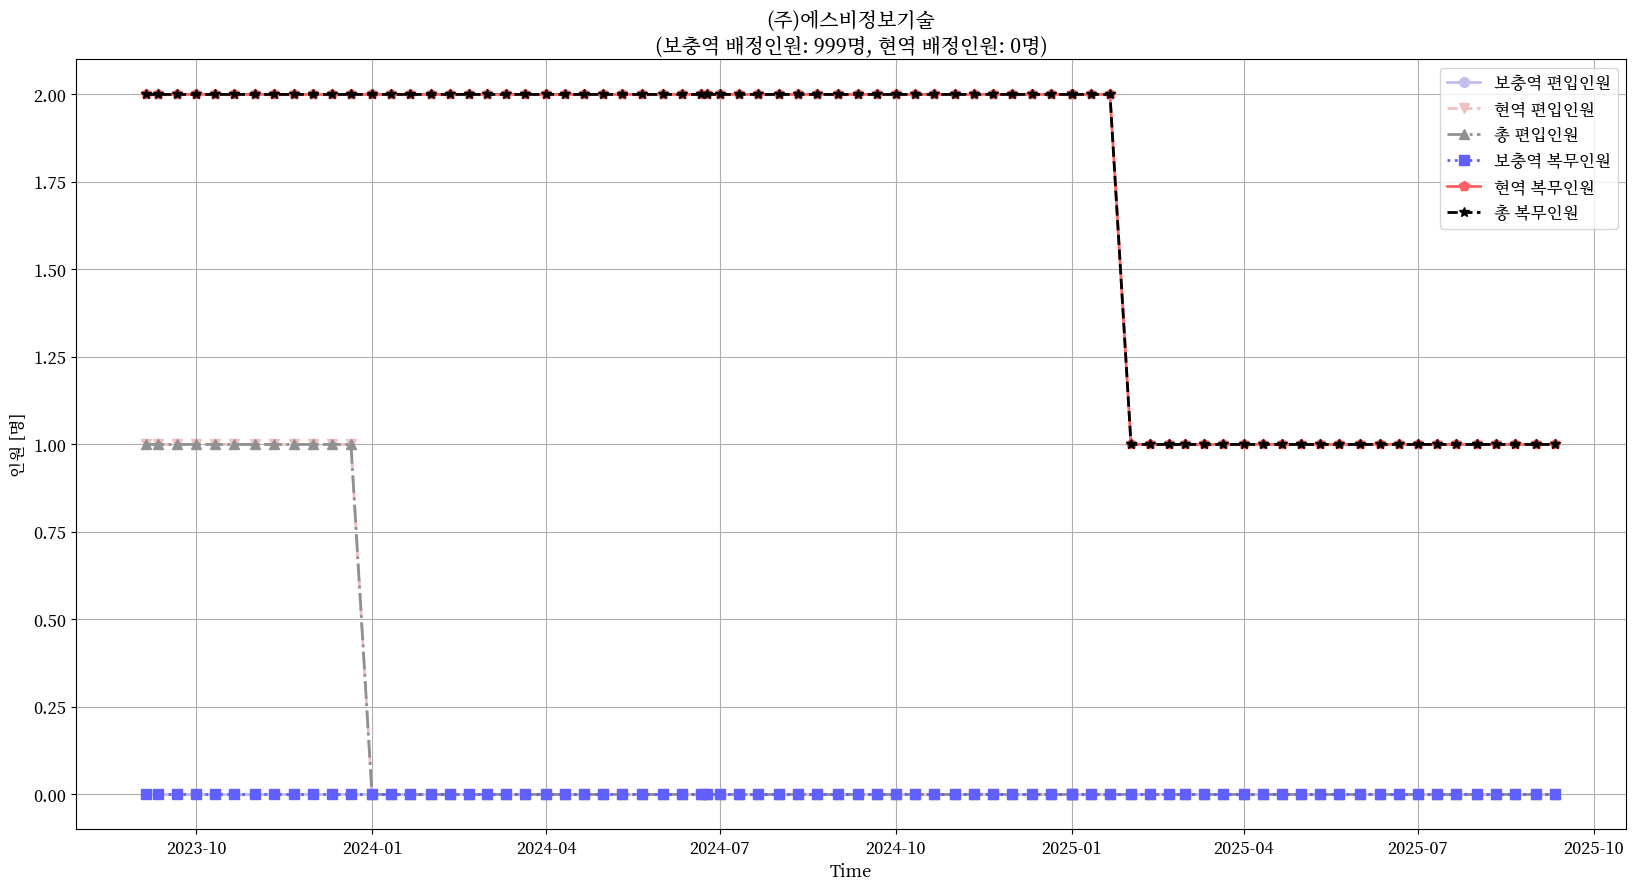 (주)에스비정보기술
(보충역 배정인원: 999명, 현역 배정인원: 0명)
보충역 편입인원
현역 편입인원
총 편입인원
보충역 복무인원
현역 복무인원
총 복무인원
인원 [명]
2.00
1.75
1.50
1.25
1.00
0.75
0.50
0.25
0.00
2023-10 2024-01 2024-04 2024-07 2024-10 2025-01 2025-04 2025-07 2025-10
Time